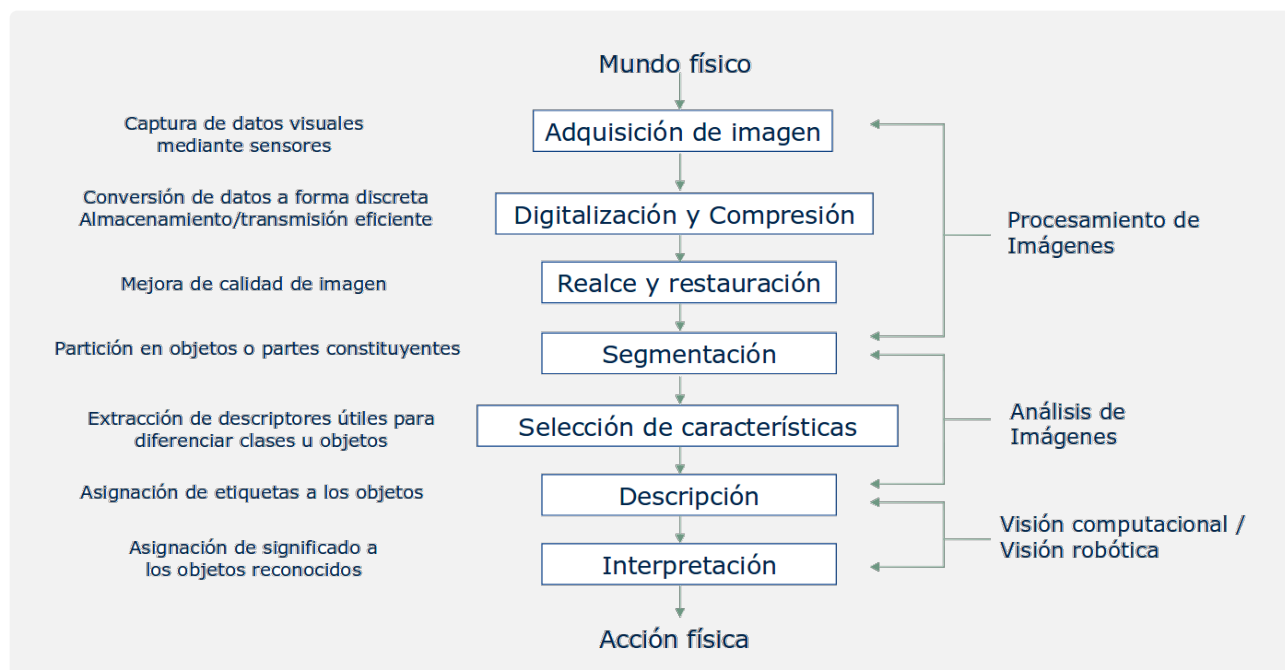 Mundo físico
Captura de datos visuales
mediante sensores
Adquisición de imagen
Conversión de datos a forma discreta
Almacenamiento/transmisión eficiente
Digitalización y Compresión
Procesamiento de
Imágenes
Mejora de calidad de imagen
Realce y restauración
Partición en objetos o partes constituyentes
Segmentación
Extracción de descriptores útiles para
diferenciar clases u objetos
Selección de características
Análisis de
Imágenes
Asignación de etiquetas a los objetos
Descripción
Visión computacional /
Visión robótica
Asignación de significado a
los objetos reconocidos
Interpretación
Acción física